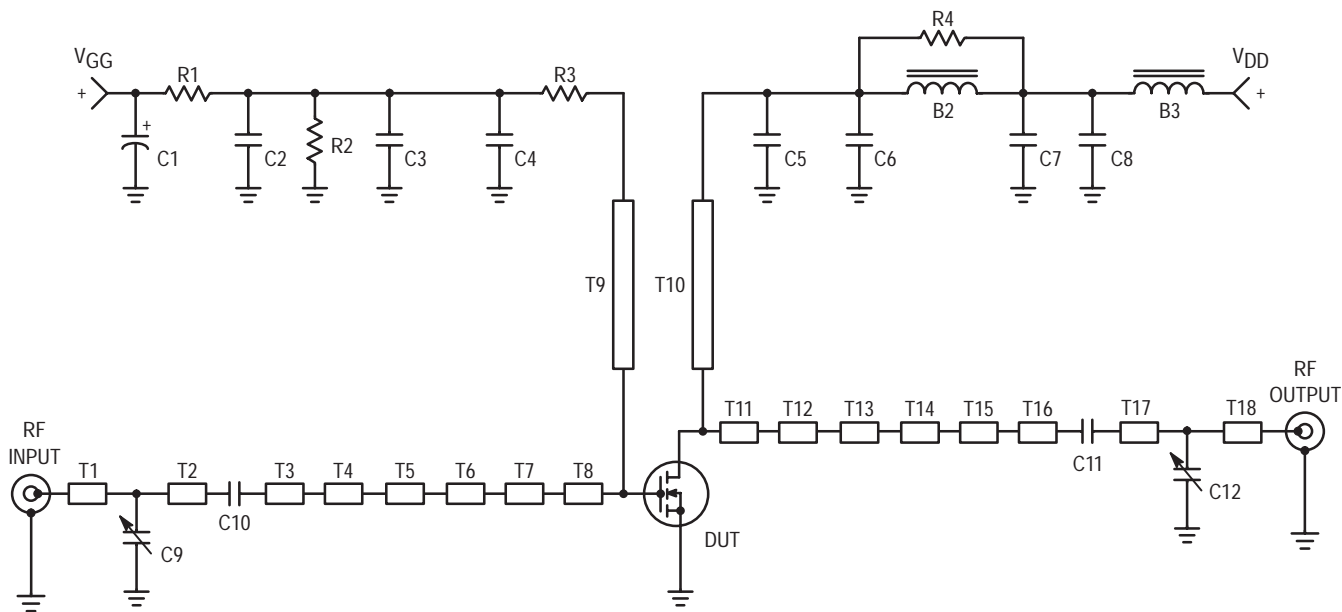 R4
VGG
VDD
R1
R3
+
+
B2
B3
+
C1
C2
R2
C3
C4
C5
C6
C7
C8
T9
T10
RF
OUTPUT
T11
T12
T13
T14
T15
T16
T17
T18
RF
INPUT
C11
T1
T2
T3
T4
T5
T6
T7
T8
C12
C10
DUT
C9